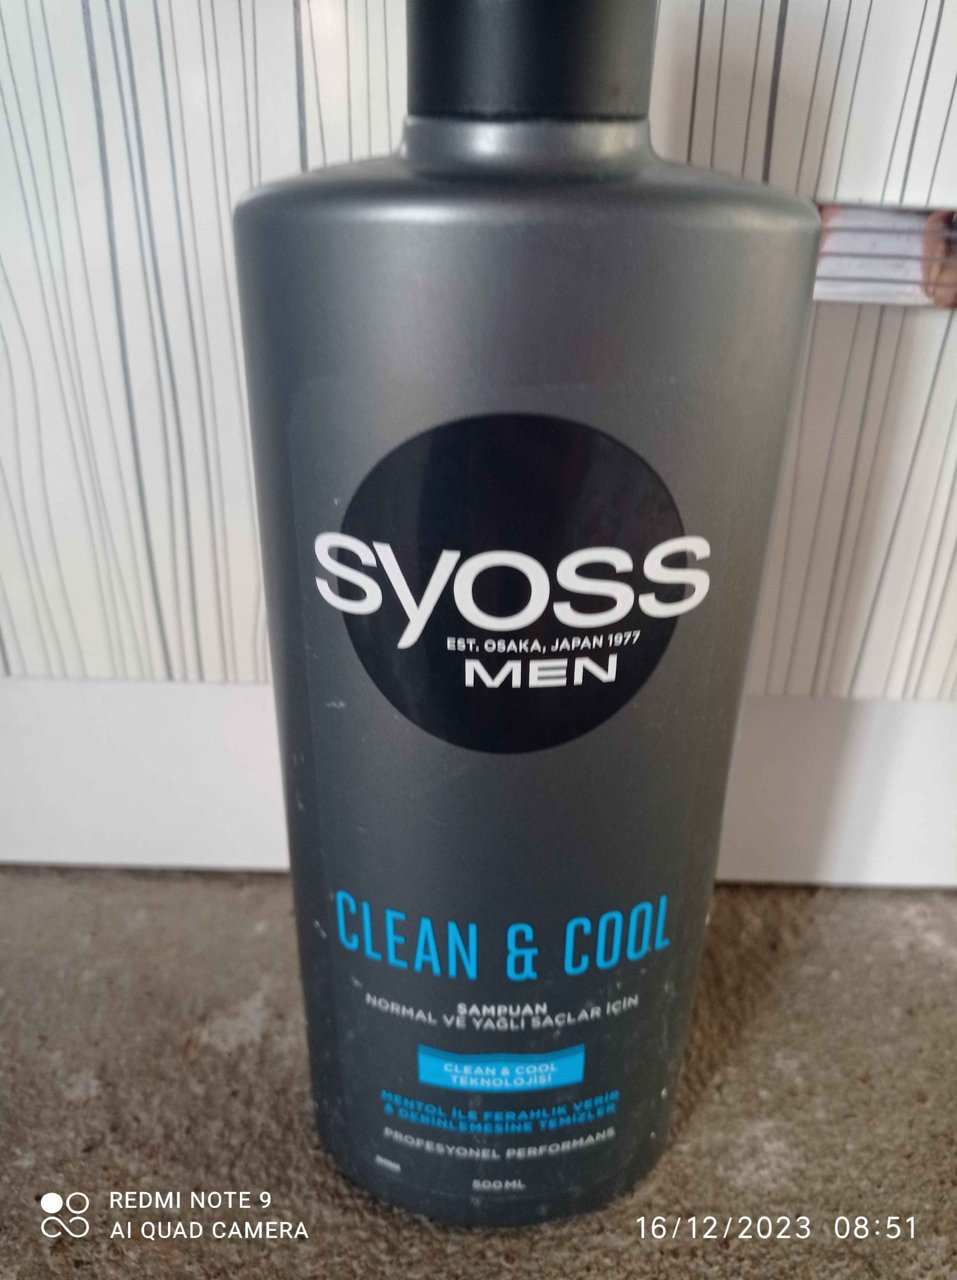 syoss
EST. OSAKA, JAPAN 1977
MEN
CLEAN & COOL
ŞAMPUAN
NORMAL VE YAĞLI SAÇLAR İÇİN
CLEAN & COOL
TEKNOLOJİSİ
MENTOL İLE FERAHLIK VERİR
& DERİNLEMESİNE TEMİZLER
PROFESYONEL PERFORMANS
500 ML
REDMI NOTE 9
AI QUAD CAMERA
16/12/2023 08:51